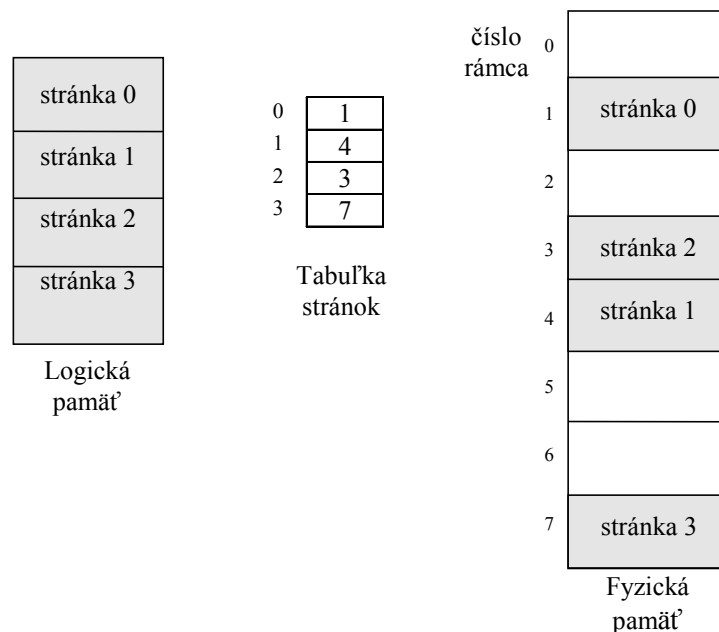 stránka 0
stránka 1
stránka 2
stránka 3
Logická
pamäť
0 1
1 4
2 3
3 7
Tabuľka
stránok
číslo
rámca
0
1 stránka 0
2
3 stránka 2
4 stránka 1
5
6
7 stránka 3
Fyzická
pamäť